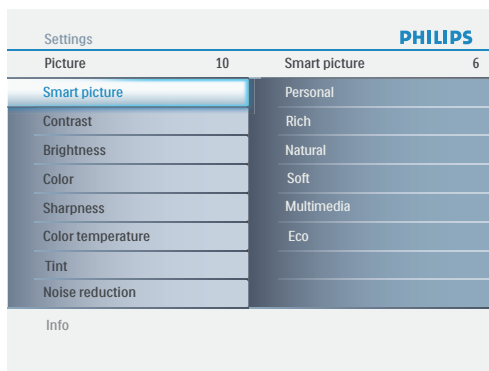 Settings
PHILIPS
Picture 10
Smart picture 6
Smart picture
Contrast
Brightness
Color
Sharpness
Color temperature
Tint
Noise reduction
Personal
Rich
Natural
Soft
Multimedia
Eco
Info